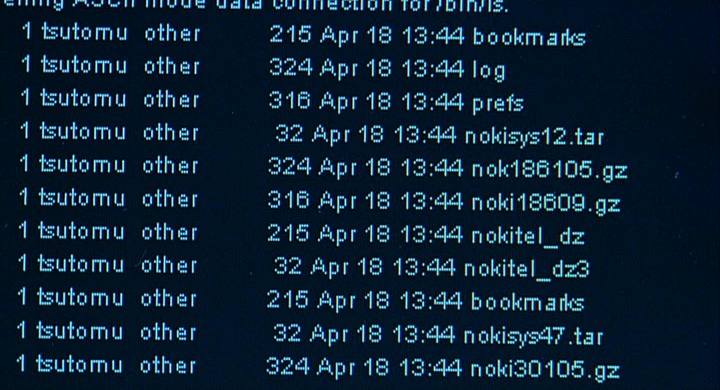 ening ASCII mode data connection for /bin/ls.
1 tsutomu other 215 Apr 18 13:44 bookmarks
1 tsutomu other 324 Apr 18 13:44 log
1 tsutomu other 316 Apr 18 13:44 prefs
1 tsutomu other 32 Apr 18 13:44 nokisys12.tar
1 tsutomu other 324 Apr 18 13:44 nok186105.gz
1 tsutomu other 316 Apr 18 13:44 noki18609.gz
1 tsutomu other 215 Apr 18 13:44 nokitel_dz
1 tsutomu other 32 Apr 18 13:44 nokitel_dz3
1 tsutomu other 215 Apr 18 13:44 bookmarks
1 tsutomu other 32 Apr 18 13:44 nokisys47.tar
1 tsutomu other 324 Apr 18 13:44 noki30105.gz